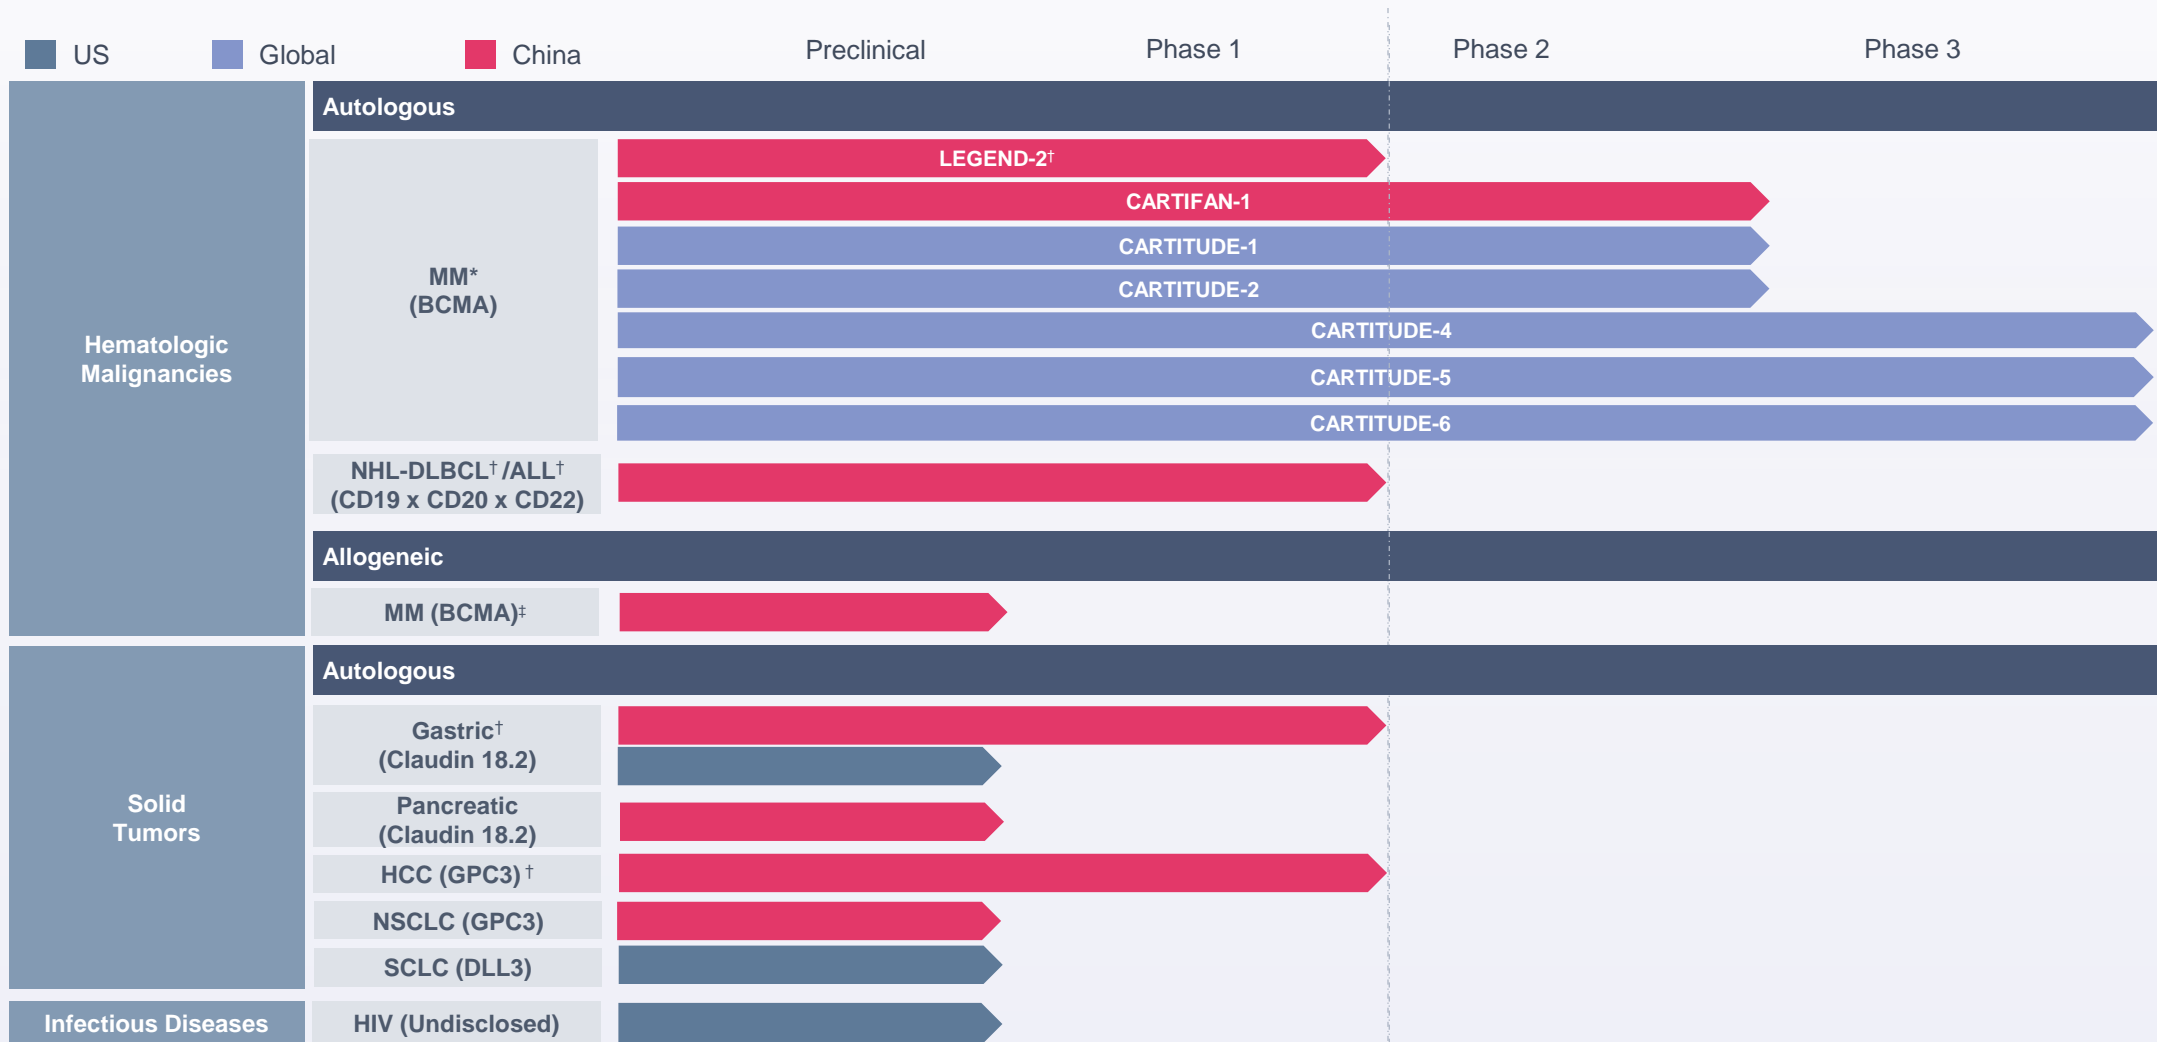 US
Global
China
Preclinical
Phase 1
Phase 2
Phase 3
Hematologic
Malignancies
Autologous
MM*
(BCMA)
LEGEND-2†
CARTIFAN-1
CARTITUDE-1
CARTITUDE-2
CARTITUDE-4
CARTITUDE-5
CARTITUDE-6
NHL-DLBCL† /ALL†
(CD19 x CD20 x CD22)
Allogeneic
MM (BCMA)‡
Solid
Tumors
Autologous
Gastric†
(Claudin 18.2)
Pancreatic
(Claudin 18.2)
HCC (GPC3) †
NSCLC (GPC3)
SCLC (DLL3)
Infectious Diseases
HIV (Undisclosed)